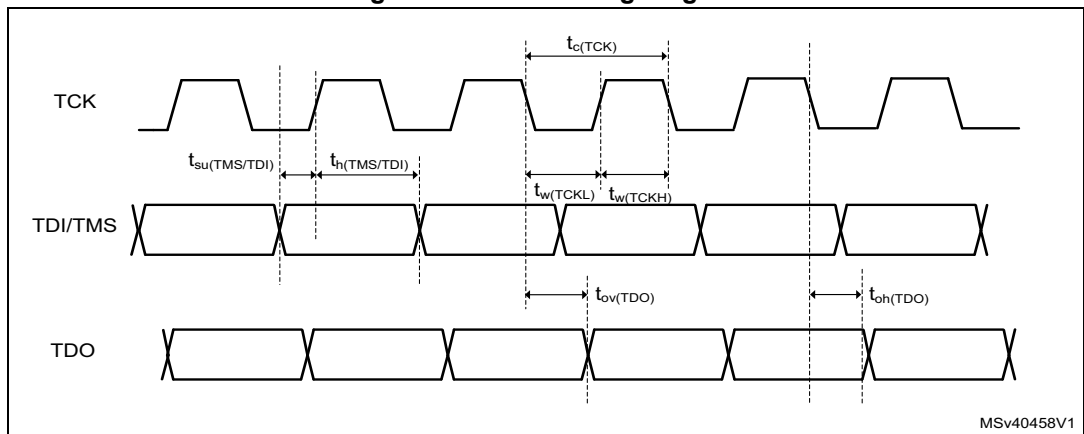 t_c(TCK)
TCK
t_su(TMS/TDI) t_h(TMS/TDI)
t_w(TCKL) t_w(TCKH)
TDI/TMS
t_ov(TDO) t_oh(TDO)
TDO
MSv40458V1